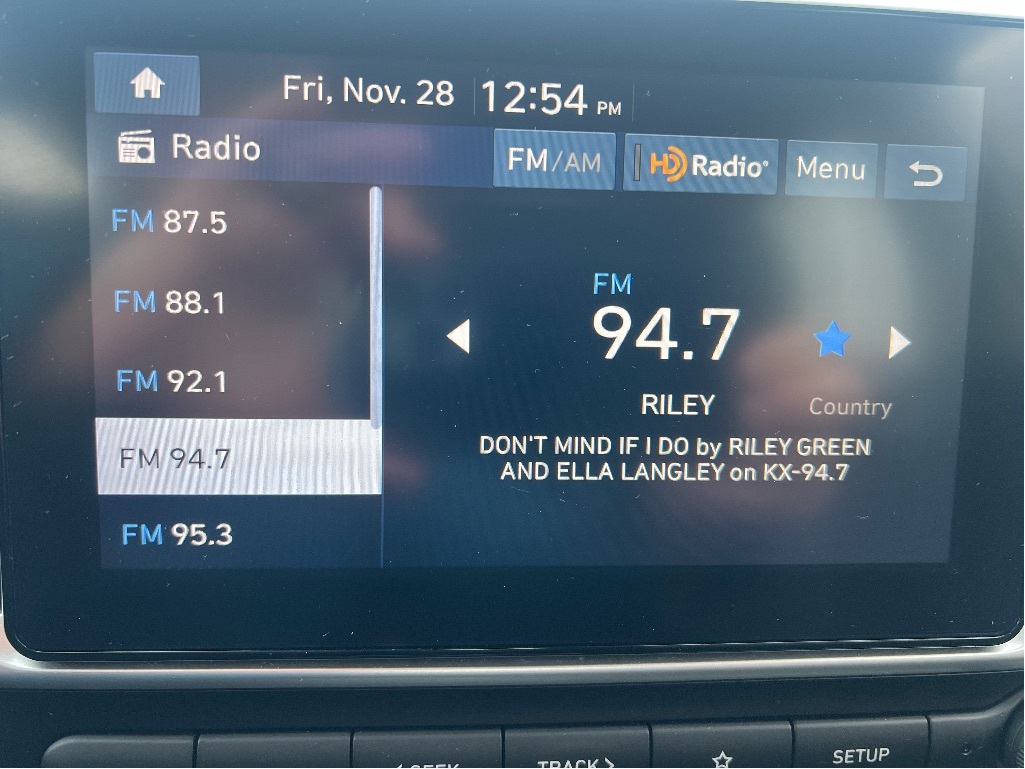 Fri, Nov. 28 12:54 PM
Radio FM/AM HD Radio® Menu
FM 87.5
FM 88.1
FM 92.1
FM 94.7
FM 95.3
FM
94.7
RILEY Country
DON'T MIND IF I DO by RILEY GREEN
AND ELLA LANGLEY on KX-94.7
< SEEK TRACK > SETUP